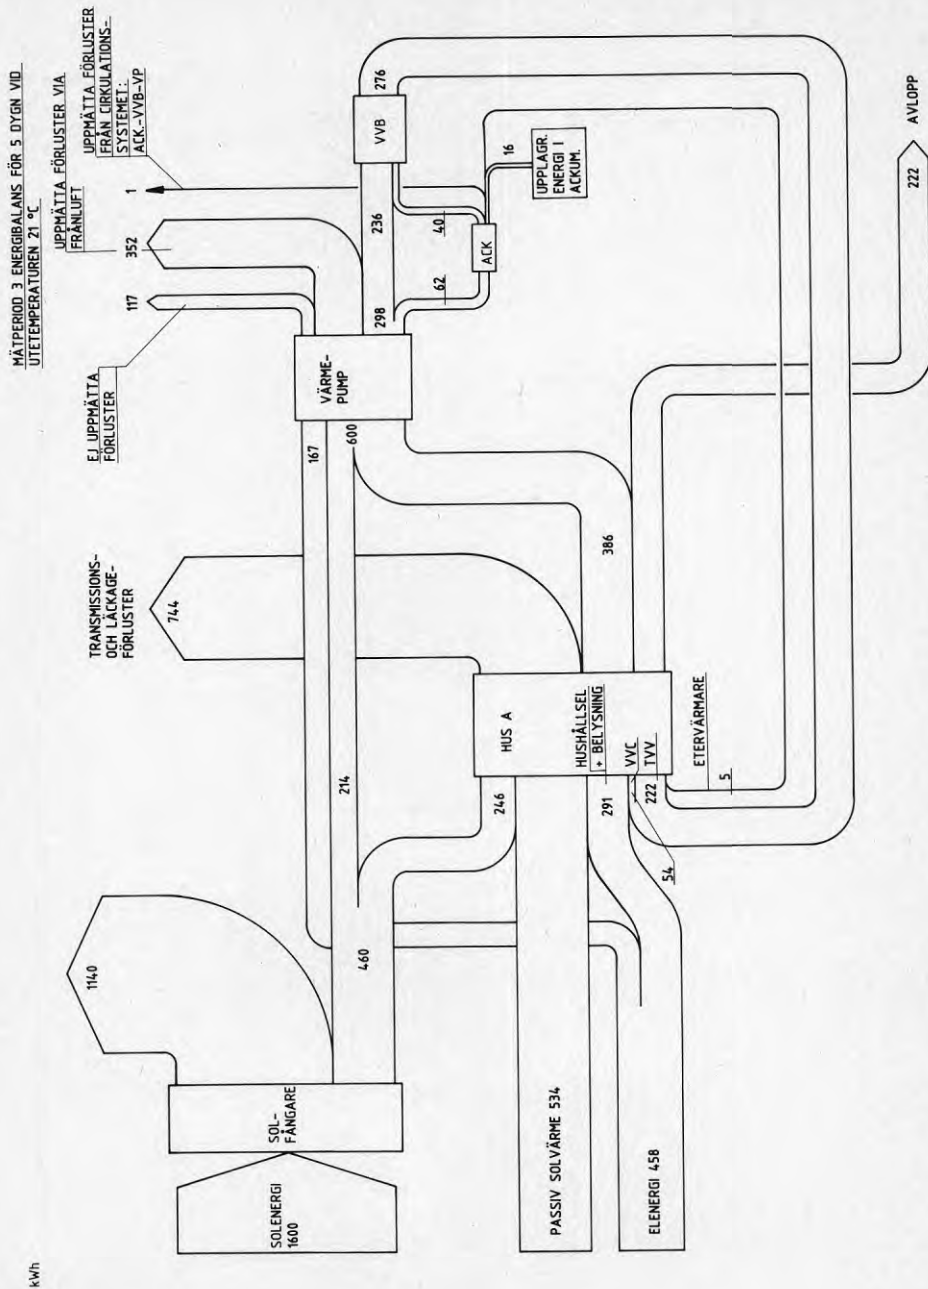 MÄTPERIOD 3 ENERGIBALANS FÖR 5 DYGN VID
UTETEMPERATUREN 21 °C
kWh
SOLENERGI
1600
SOL-
FÅNGARE
1140
460
PASSIV SOLVÄRME 534
ELENERGI 458
TRANSMISSIONS-
OCH LÄCKAGE-
FÖRLUSTER
744
214
246
HUS A
HUSHÅLLSEL
+ BELYSNING
291
VVC
TVV
222
54
ETERVÄRMARE
5
EJ UPPMÄTTA
FÖRLUSTER
117
UPPMÄTTA FÖRLUSTER VIA
FRÅNLUFT
352
UPPMÄTTA FÖRLUSTER
FRÅN CIRKULATIONS-
SYSTEMET:
ACK.-VVB-VP
1
167
600
386
VÄRME-
PUMP
298
236
62
40
ACK
VVB
276
16
UPPLAGR.
ENERGI I
ACKUM.
222
AVLOPP